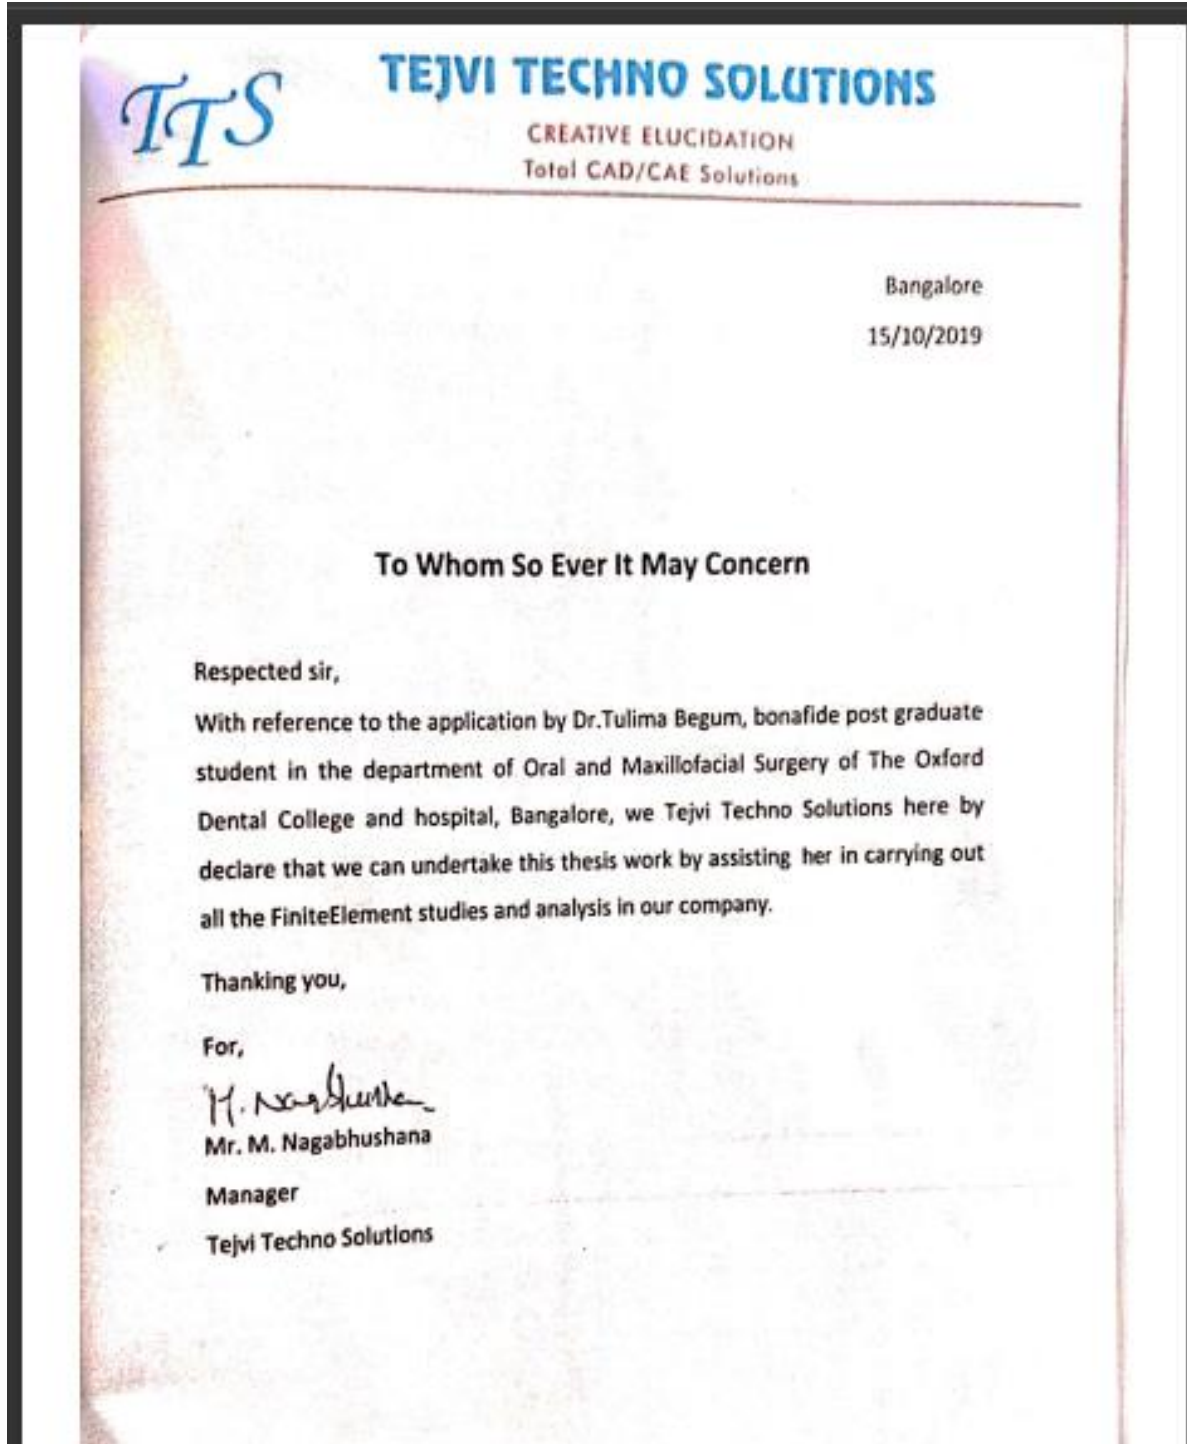 TTS
TEJVI TECHNO SOLUTIONS
CREATIVE ELUCIDATION
Total CAD/CAE Solutions
Bangalore
15/10/2019
To Whom So Ever It May Concern
Respected sir,
With reference to the application by Dr.Tulima Begum, bonafide post graduate
student in the department of Oral and Maxillofacial Surgery of The Oxford
Dental College and hospital, Bangalore, we Tejvi Techno Solutions here by
declare that we can undertake this thesis work by assisting her in carrying out
all the FiniteElement studies and analysis in our company.
Thanking you,
For,
M. Nagabhushana
Mr. M. Nagabhushana
Manager
Tejvi Techno Solutions